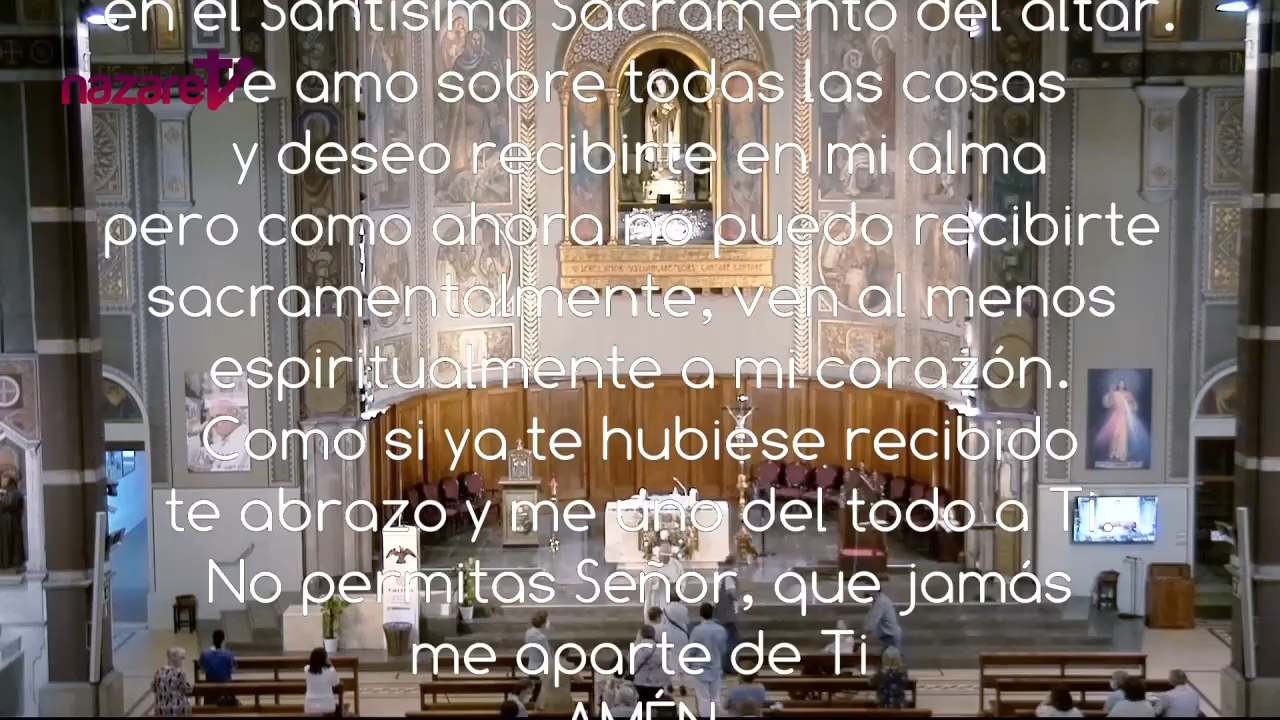 en el Santísimo Sacramento del altar.
nazaretv
Te amo sobre todas las cosas
y deseo recibirte en mi alma
pero como ahora no puedo recibirte
sacramentalmente, ven al menos
espiritualmente a mi corazón.
Como si ya te hubiese recibido
te abrazo y me uno del todo a Ti.
No permitas Señor, que jamás
me aparte de Ti
AMÉN